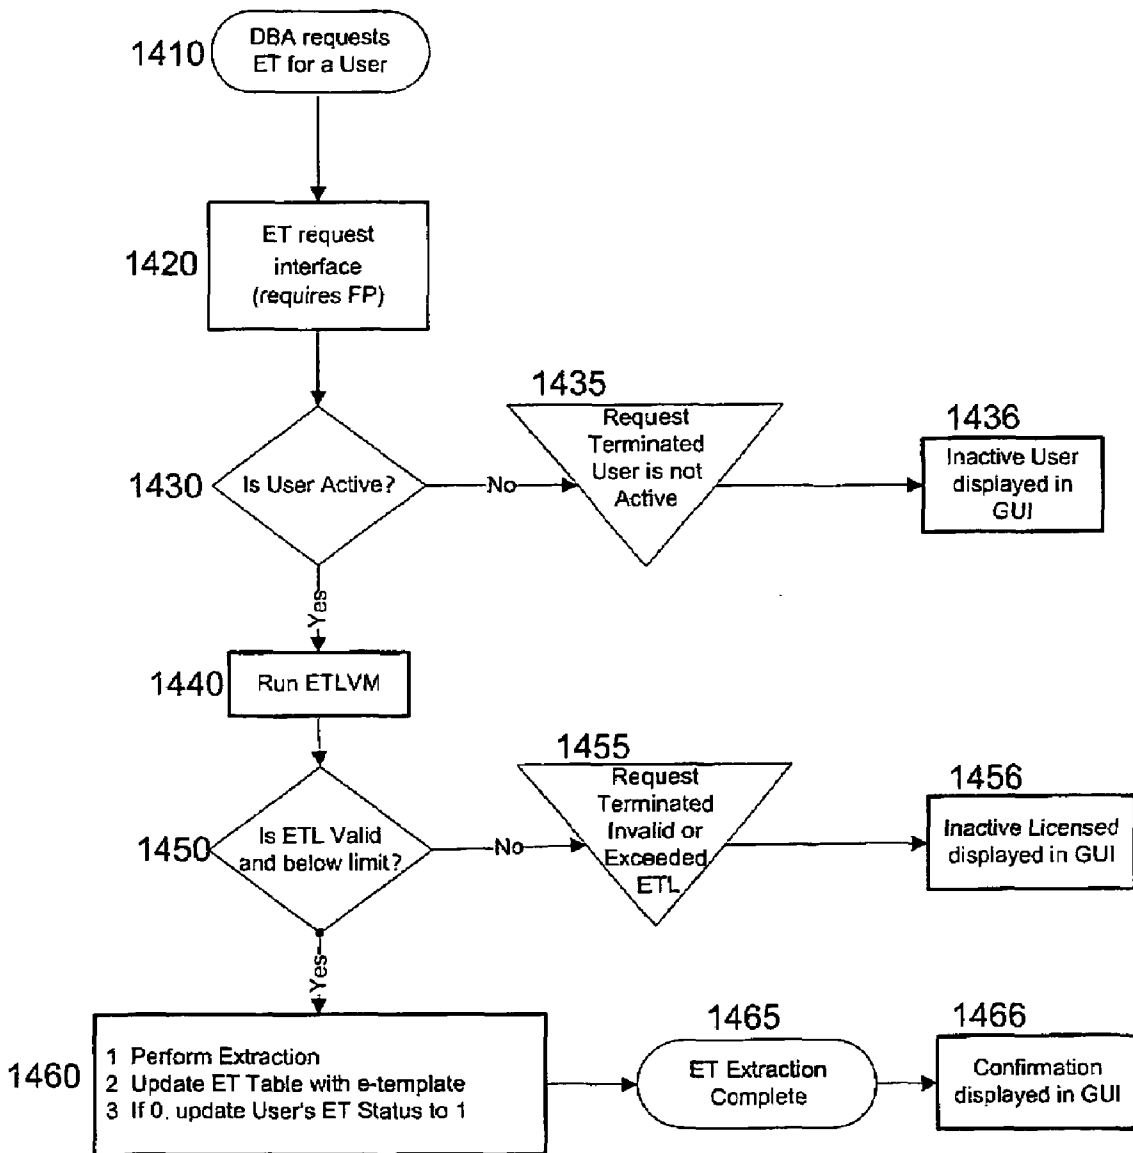 1410
DBA requests
ET for a User
1420
ET request
interface
(requires FP)
1430
Is User Active?
No
1435
Request
Terminated
User is not
Active
1436
Inactive User
displayed in
GUI
Yes
1440
Run ETLVM
1450
Is ETL Valid
and below limit?
No
1455
Request
Terminated
Invalid or
Exceeded
ETL
1456
Inactive Licensed
displayed in GUI
Yes
1460
1 Perform Extraction
2 Update ET Table with e-template
3 If 0, update User's ET Status to 1
1465
ET Extraction
Complete
1466
Confirmation
displayed in GUI